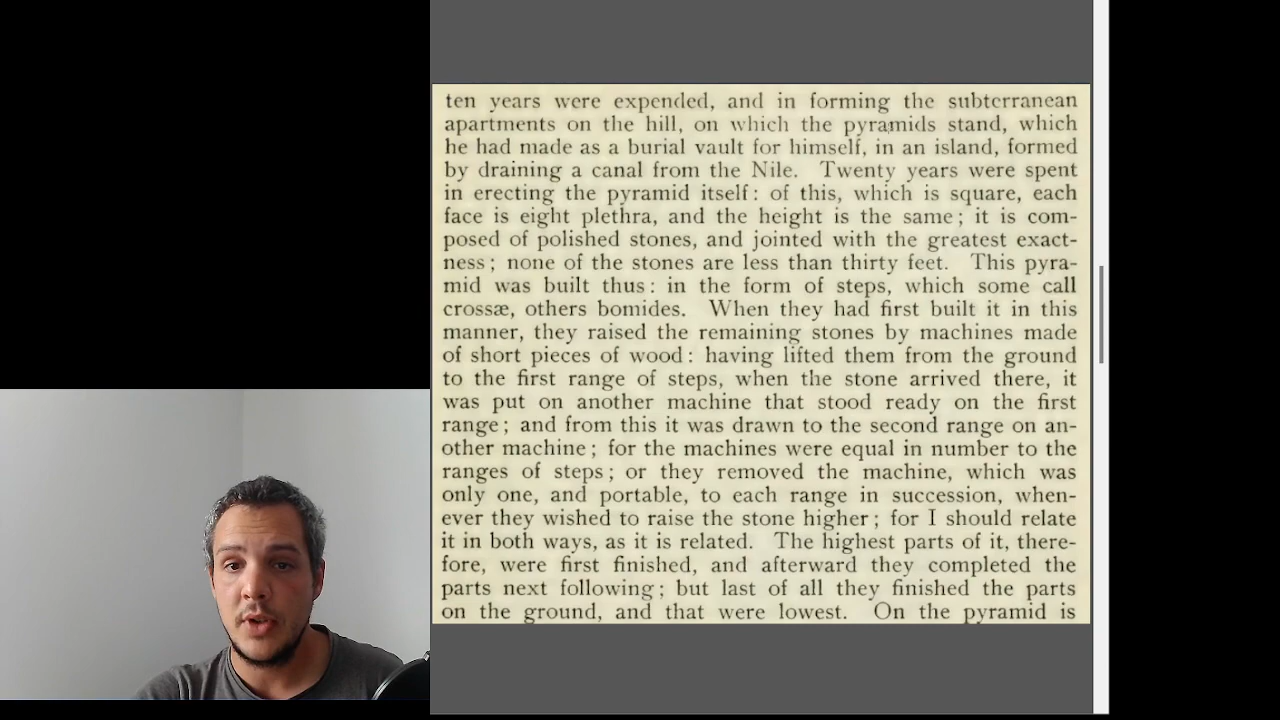 ten years were expended, and in forming the subterranean
apartments on the hill, on which the pyramids stand, which
he had made as a burial vault for himself, in an island, formed
by draining a canal from the Nile. Twenty years were spent
in erecting the pyramid itself: of this, which is square, each
face is eight plethra, and the height is the same; it is com-
posed of polished stones, and jointed with the greatest exact-
ness; none of the stones are less than thirty feet. This pyra-
mid was built thus: in the form of steps, which some call
crossæ, others bomides. When they had first built it in this
manner, they raised the remaining stones by machines made
of short pieces of wood: having lifted them from the ground
to the first range of steps, when the stone arrived there, it
was put on another machine that stood ready on the first
range; and from this it was drawn to the second range on an-
other machine; for the machines were equal in number to the
ranges of steps; or they removed the machine, which was
only one, and portable, to each range in succession, when-
ever they wished to raise the stone higher; for I should relate
it in both ways, as it is related. The highest parts of it, there-
fore, were first finished, and afterward they completed the
parts next following; but last of all they finished the parts
on the ground, and that were lowest. On the pyramid is